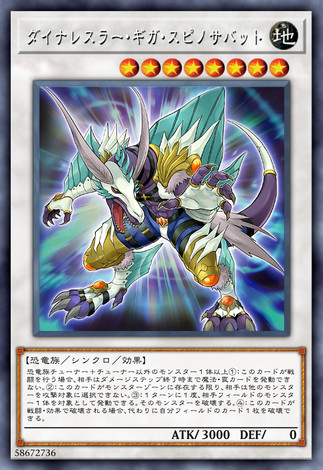 ダイナレスラー・ギガ・スピノサバット
地
【恐竜族/シンクロ/効果】
恐竜族チューナー+チューナー以外のモンスター1体以上①:このカードが戦
闘を行う場合、相手はダメージステップ終了時まで魔法・罠カードを発動でき
ない。②:このカードがモンスターゾーンに存在する限り、相手は他のモンスタ
ーを攻撃対象に選択できない。③:1ターンに1度、相手フィールドのモンスタ
ー1体を対象として発動できる。そのモンスターを破壊する。④:このカードが
戦闘・効果で破壊される場合、代わりに自分フィールドのカード1枚を破壊で
きる。
ATK/ 3000 DEF/ 0
58672736